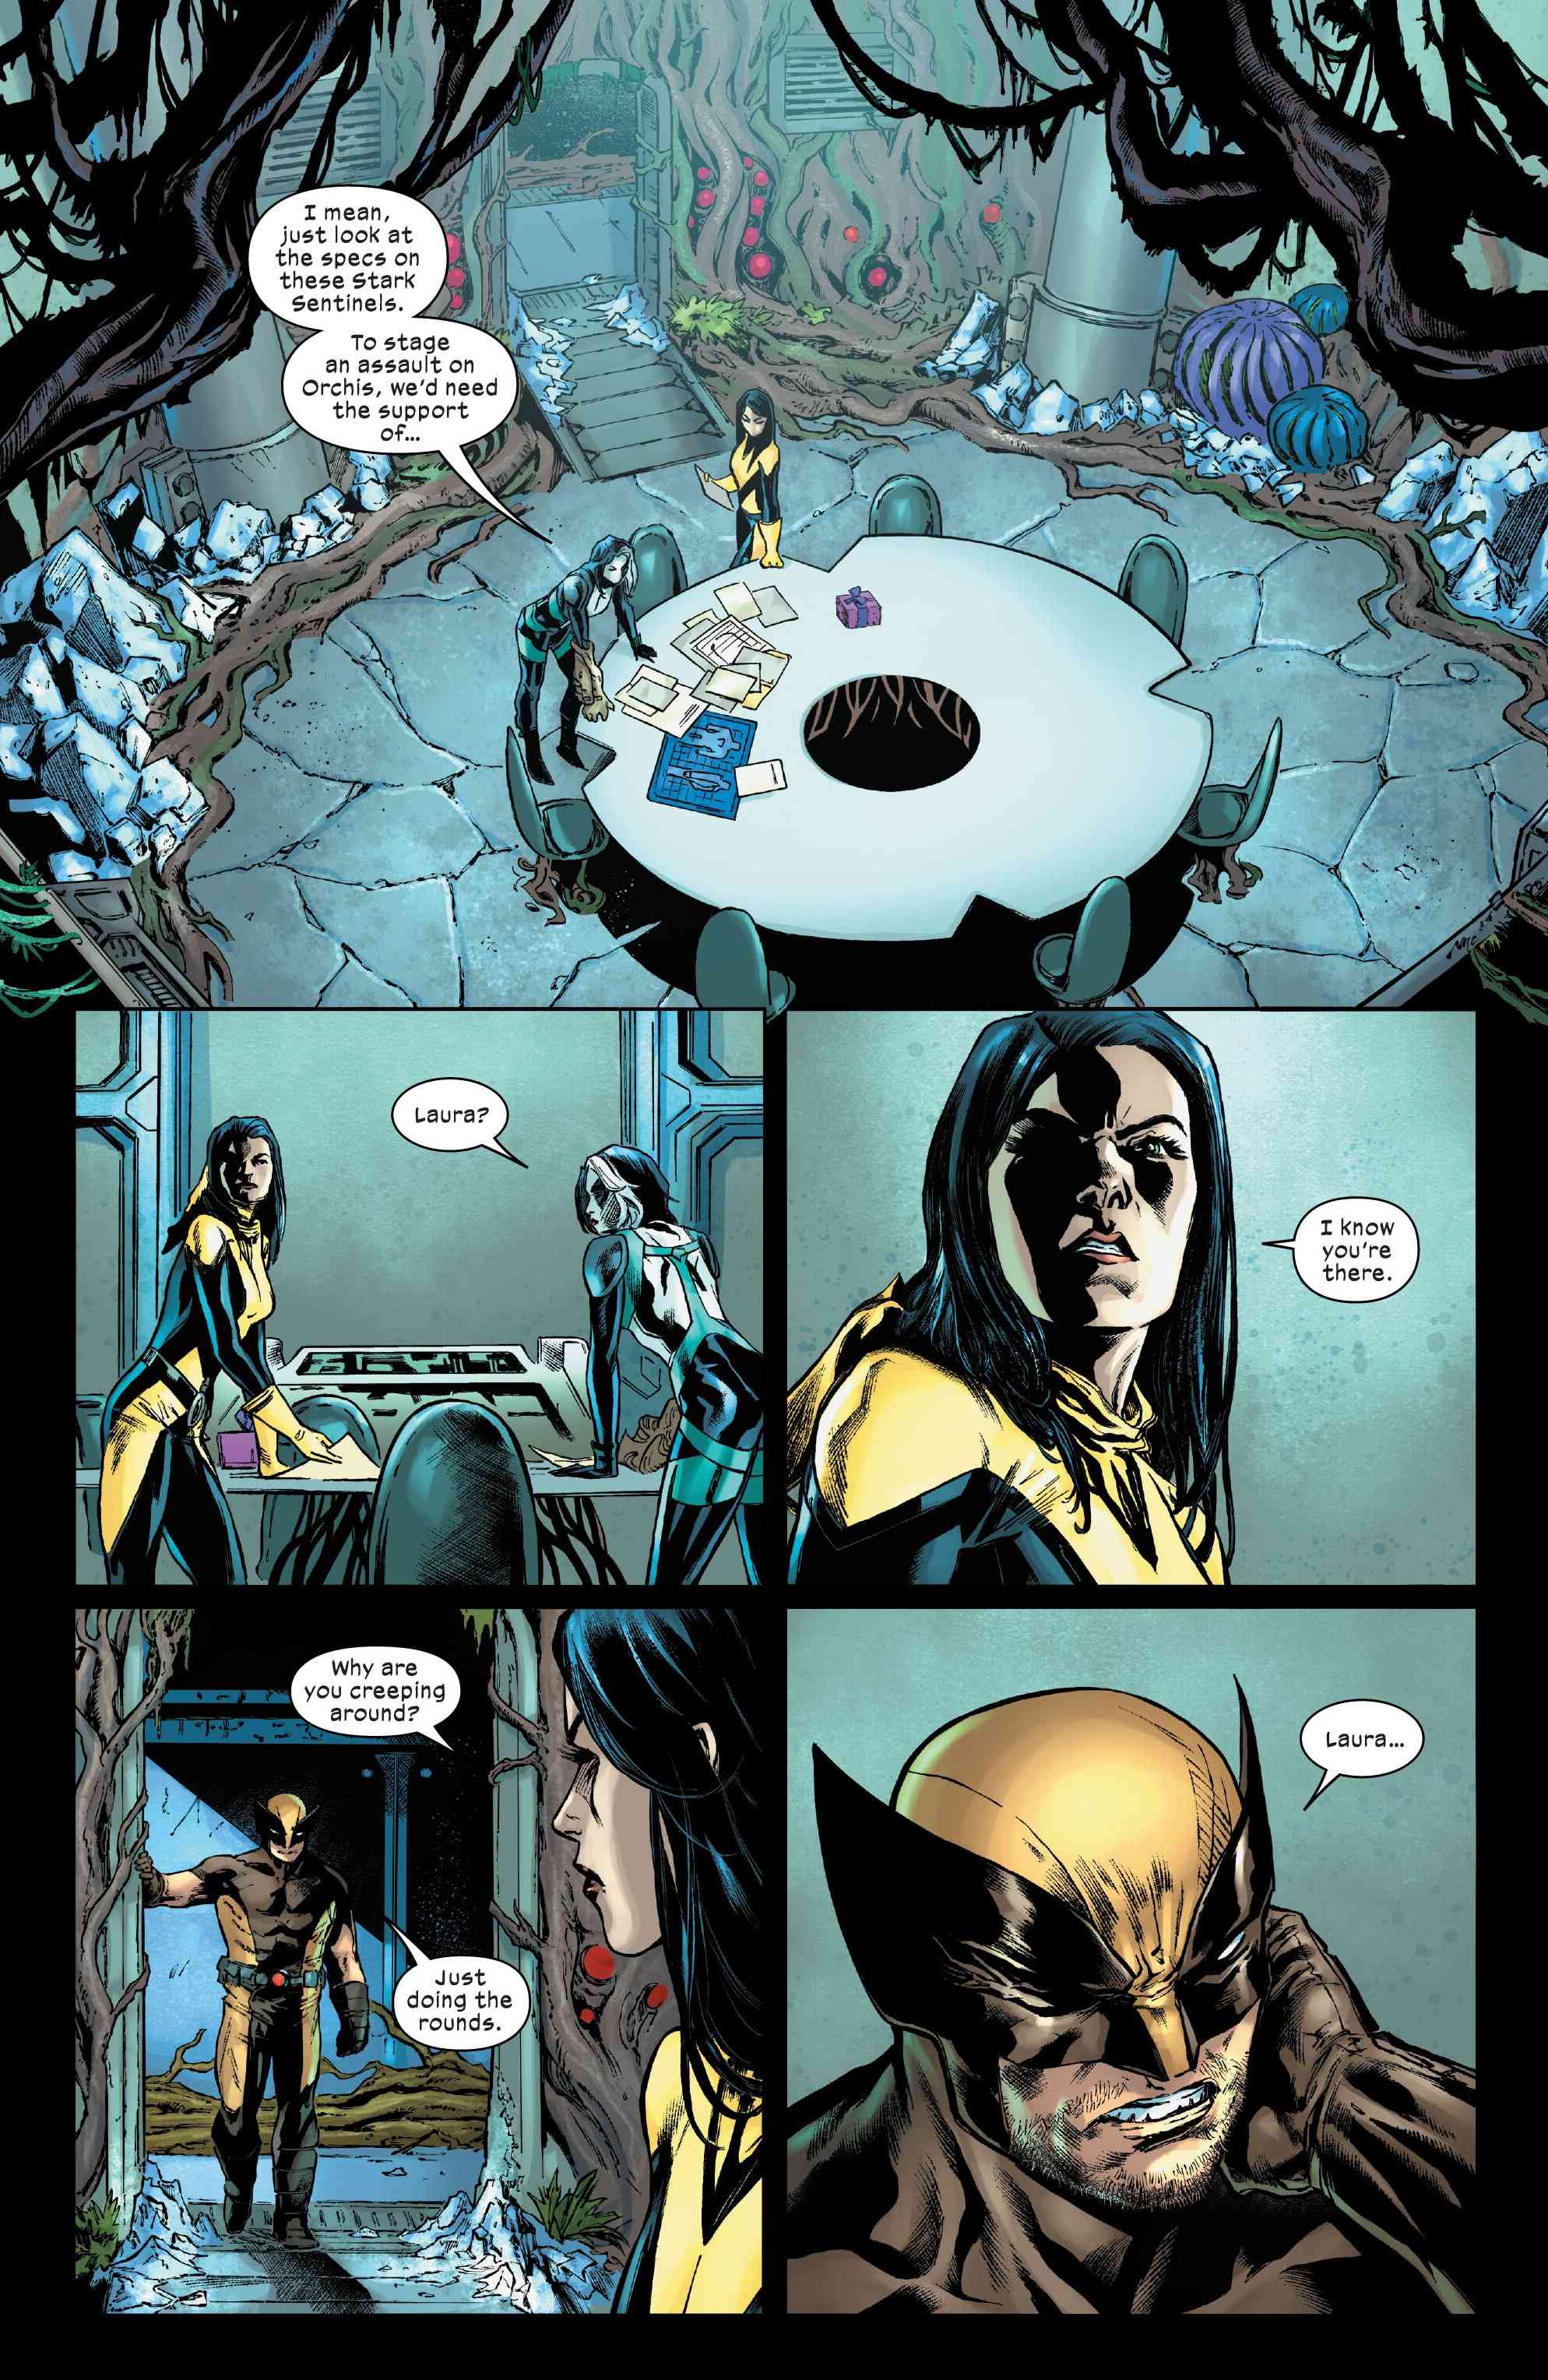 I mean,
just look at
the specs on
these Stark
Sentinels.
To stage
an assault on
Orchis, we'd need
the support
of...
Laura?
I know
you're
there.
Why are
you creeping
around?
Just
doing the
rounds.
Laura...